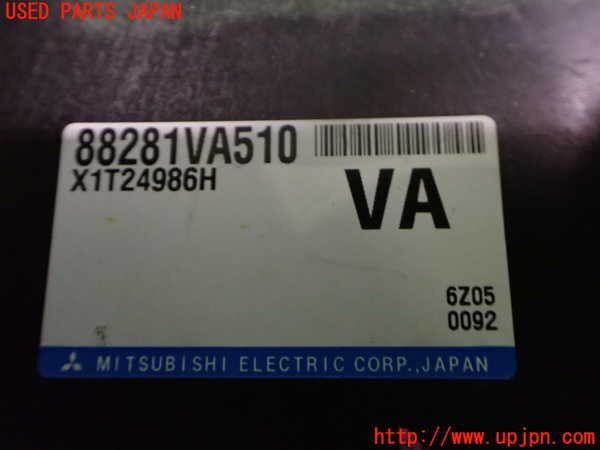 USED PARTS JAPAN
88281VA510
X1T24986H
VA
6Z05
0092
MITSUBISHI ELECTRIC CORP.,JAPAN
http://www.upjpn.com/